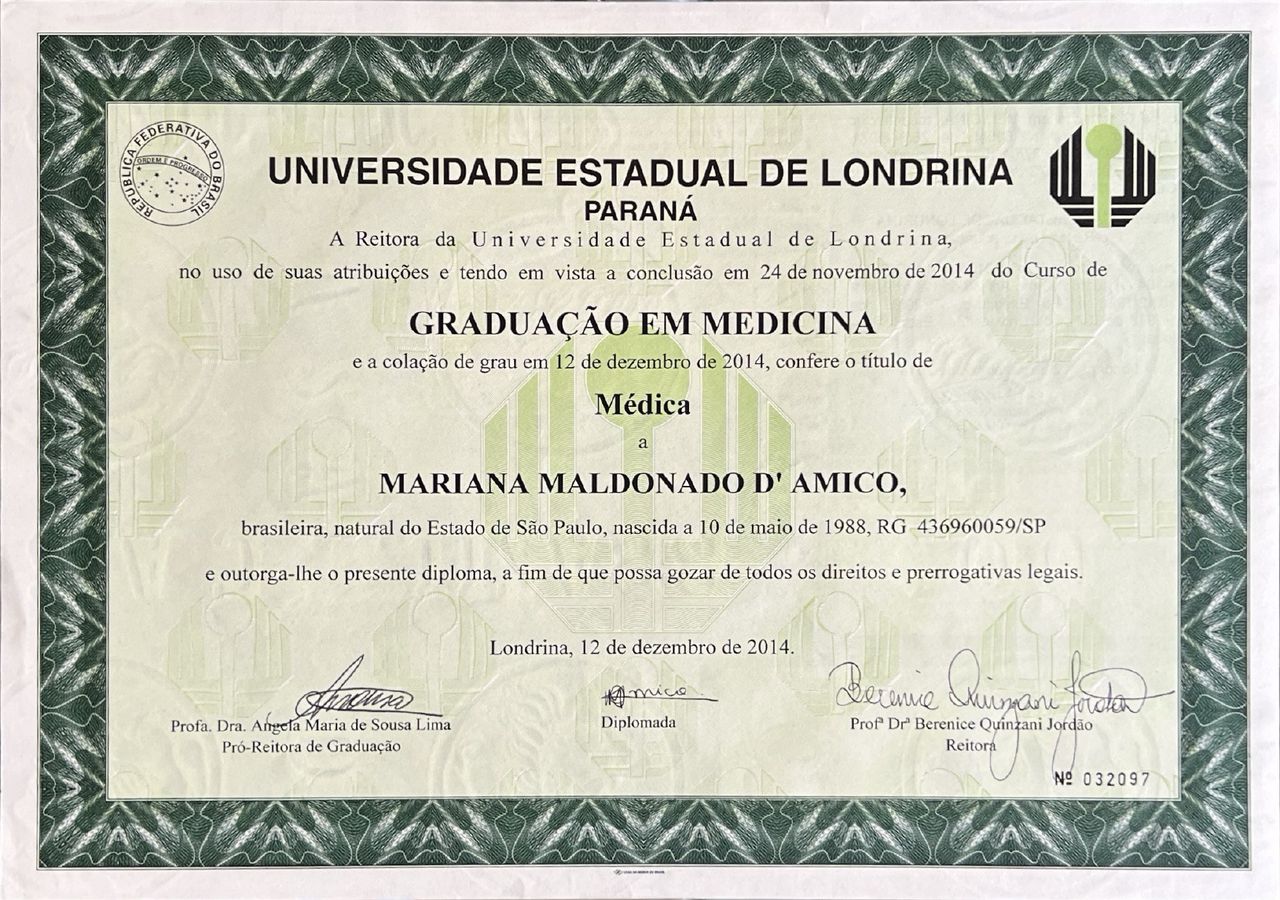 REPÚBLICA FEDERATIVA DO BRASIL
ORDEM E PROGRESSO
UNIVERSIDADE ESTADUAL DE LONDRINA
PARANÁ
A Reitora da Universidade Estadual de Londrina,
no uso de suas atribuições e tendo em vista a conclusão em 24 de novembro de 2014 do Curso de
GRADUAÇÃO EM MEDICINA
e a colação de grau em 12 de dezembro de 2014, confere o título de
Médica
a
MARIANA MALDONADO D' AMICO,
brasileira, natural do Estado de São Paulo, nascida a 10 de maio de 1988, RG 436960059/SP
e outorga-lhe o presente diploma, a fim de que possa gozar de todos os direitos e prerrogativas legais.
Londrina, 12 de dezembro de 2014.
Amico Berenice Quinzani Jordão
Profa. Dra. Angela Maria de Sousa Lima Diplomada Profª Drª Berenice Quinzani Jordão
Pró-Reitora de Graduação Reitora
Nº 032097